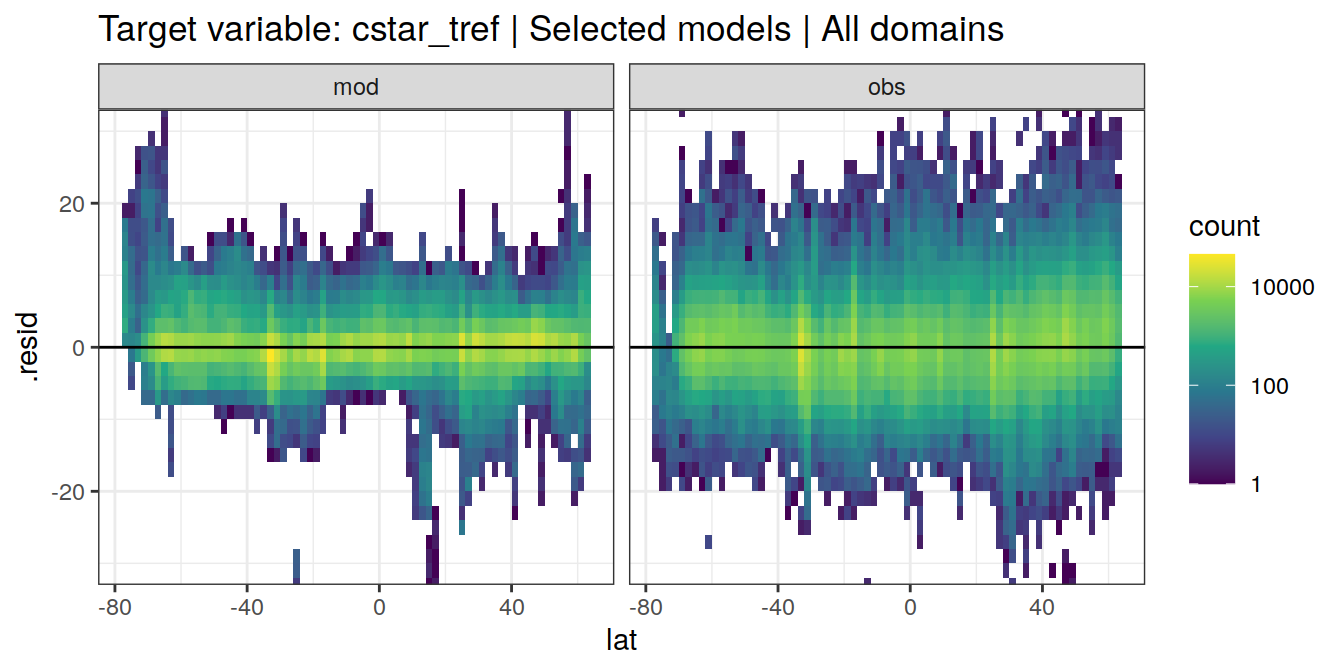 Target variable: cstar_tref | Selected models | All domains
mod
obs
.resid
20
0
-20
-80
-40
0
40
-80
-40
0
40
lat
count
10000
100
1